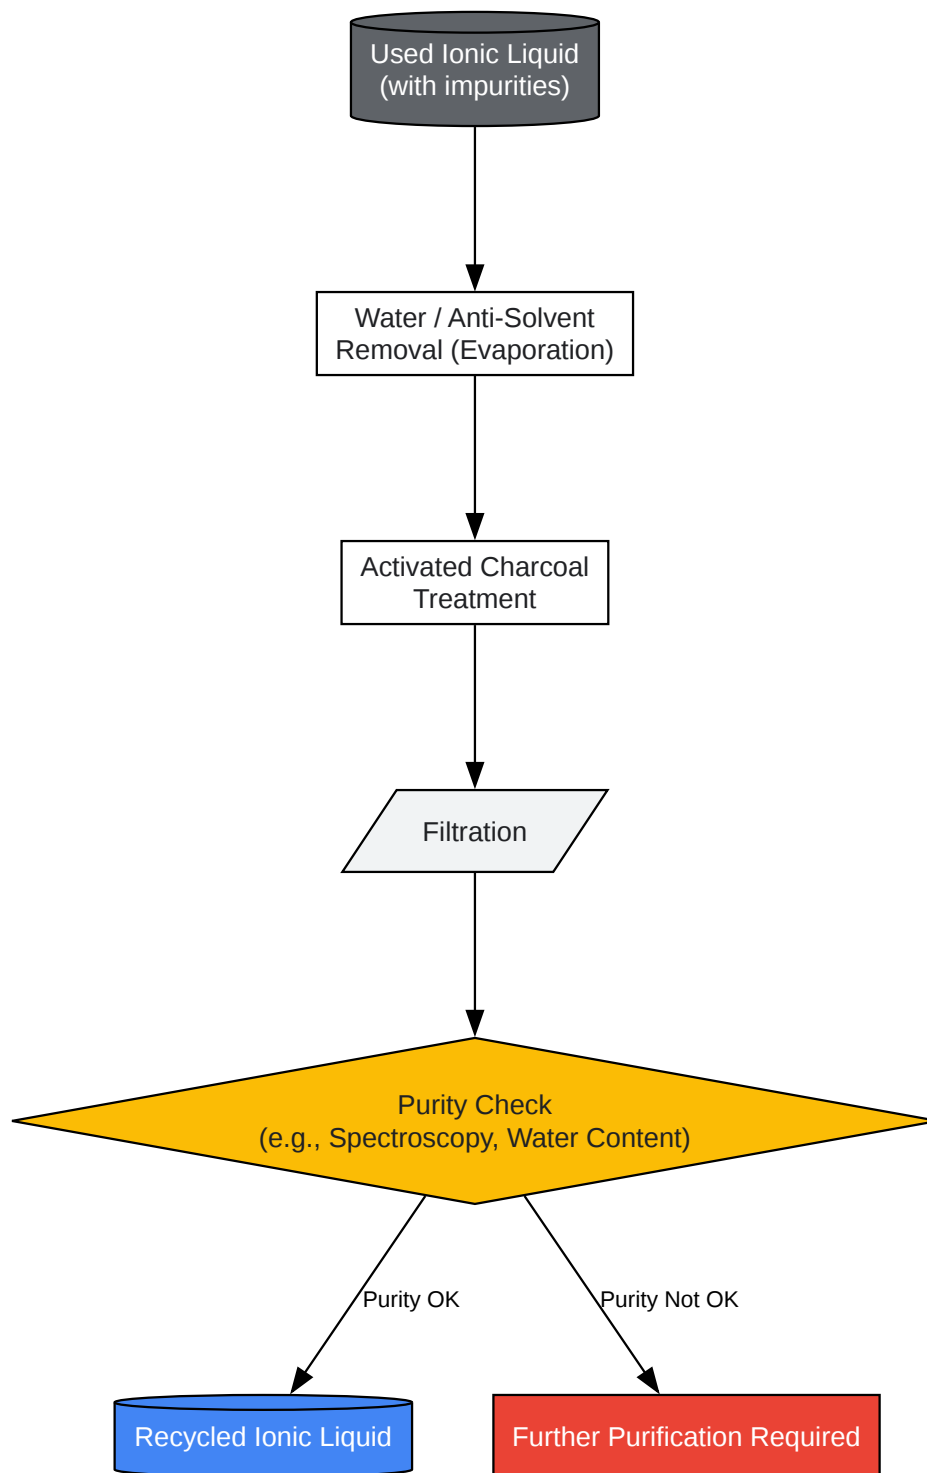 Used Ionic Liquid
(with impurities)
Water / Anti-Solvent
Removal (Evaporation)
Activated Charcoal
Treatment
Filtration
Purity Check
(e.g., Spectroscopy, Water Content)
Purity OK
Purity Not OK
Recycled Ionic Liquid
Further Purification Required